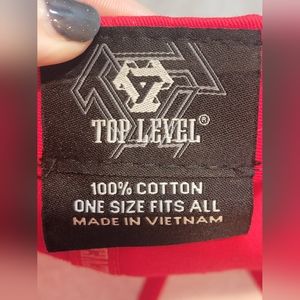 TOP LEVEL®
100% COTTON
ONE SIZE FITS ALL
MADE IN VIETNAM